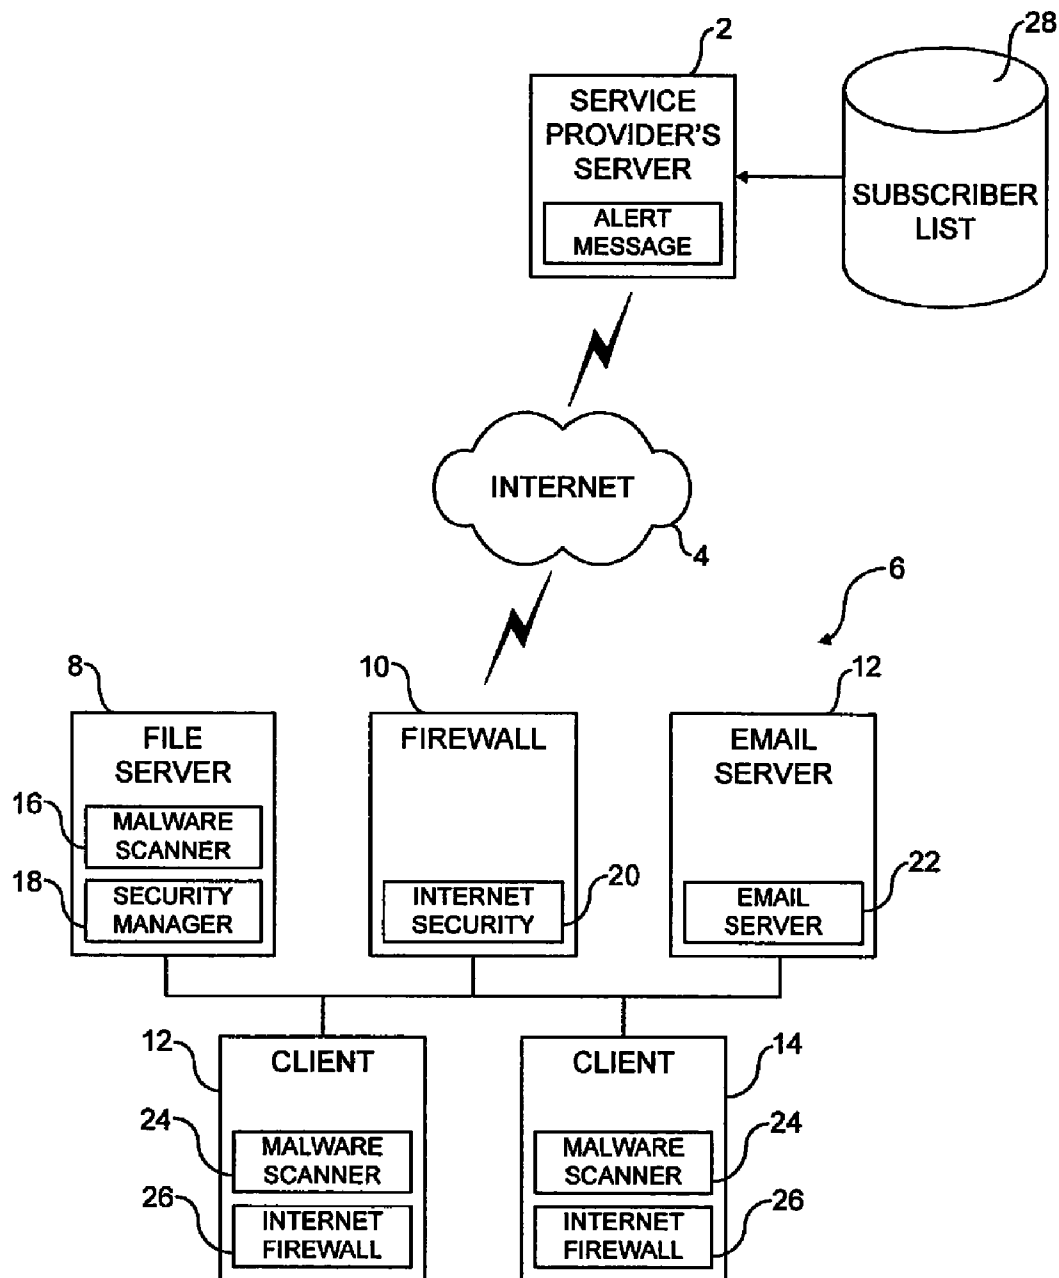 2
28
SERVICE
PROVIDER'S
SERVER
ALERT
MESSAGE
SUBSCRIBER
LIST
INTERNET
4
6
8
10
12
FILE
SERVER
FIREWALL
EMAIL
SERVER
16
MALWARE
SCANNER
18
SECURITY
MANAGER
INTERNET
SECURITY
20
EMAIL
SERVER
22
12
CLIENT
CLIENT
14
24
MALWARE
SCANNER
MALWARE
SCANNER
24
26
INTERNET
FIREWALL
INTERNET
FIREWALL
26